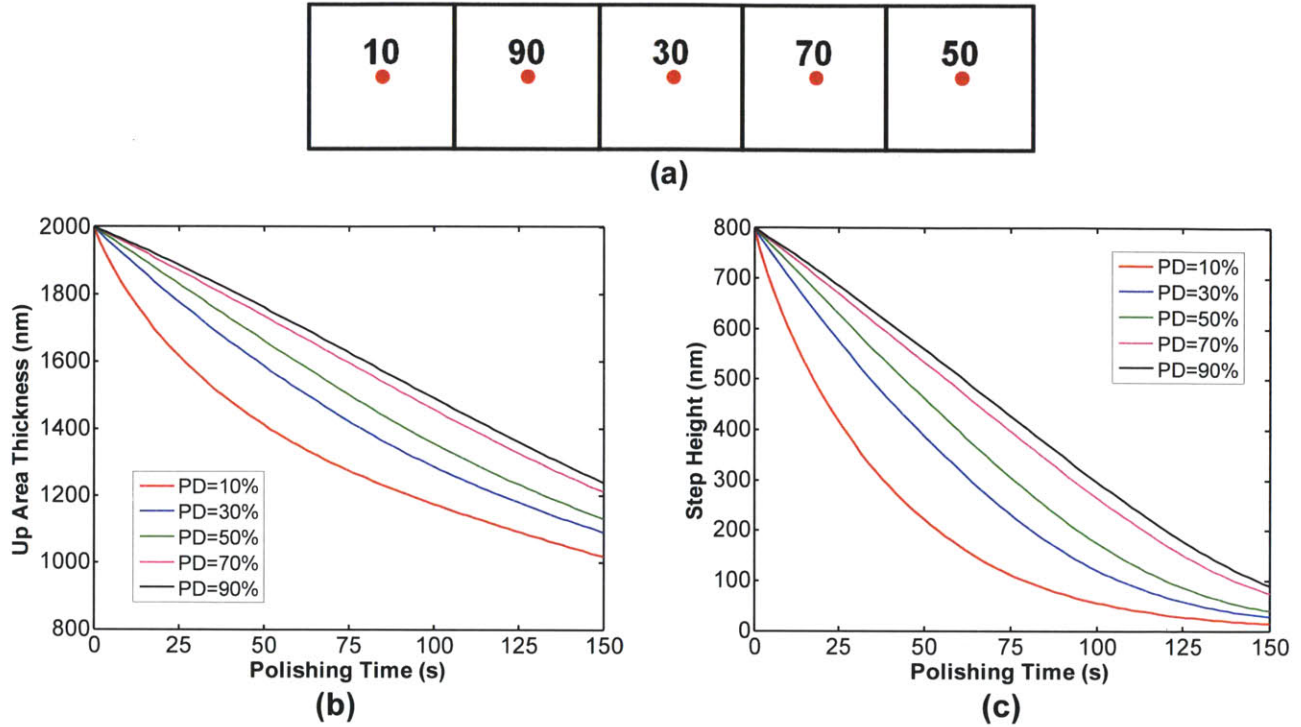 10 90 30 70 50
(a)
2000
1800
1600
1400
1200
1000
800
Up Area Thickness (nm)
PD=10%
PD=30%
PD=50%
PD=70%
PD=90%
0 25 50 75 100 125 150
Polishing Time (s)
(b)
800
700
600
500
400
300
200
100
0
Step Height (nm)
PD=10%
PD=30%
PD=50%
PD=70%
PD=90%
0 25 50 75 100 125 150
Polishing Time (s)
(c)